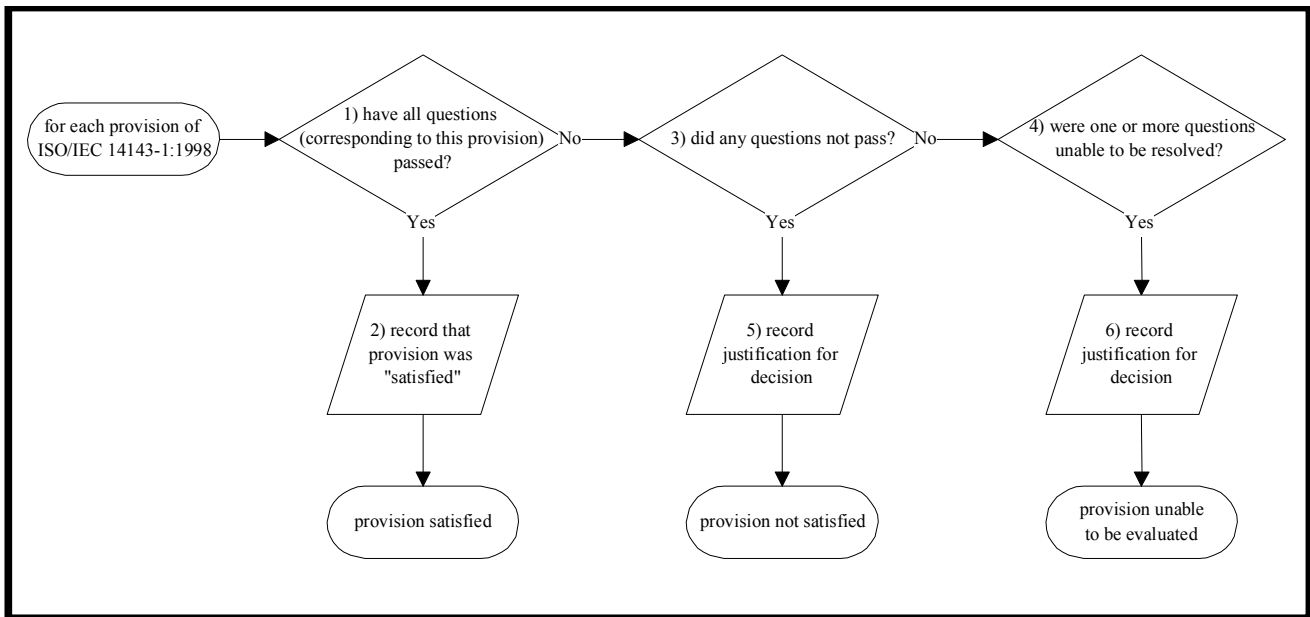 for each provision of
ISO/IEC 14143-1:1998
1) have all questions
(corresponding to this provision)
passed?
No
3) did any questions not pass?
No
4) were one or more questions
unable to be resolved?
Yes
Yes
Yes
2) record that
provision was
"satisfied"
5) record
justification for
decision
6) record
justification for
decision
provision satisfied
provision not satisfied
provision unable
to be evaluated